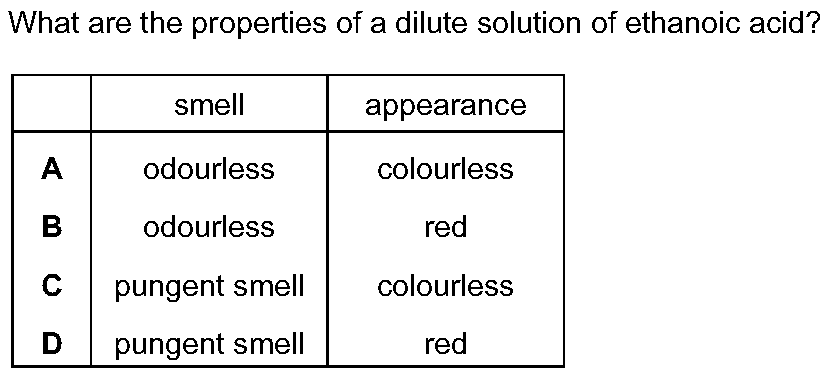 What are the properties of a dilute solution of ethanoic acid?
smell appearance
A odourless colourless
B odourless red
C pungent smell colourless
D pungent smell red